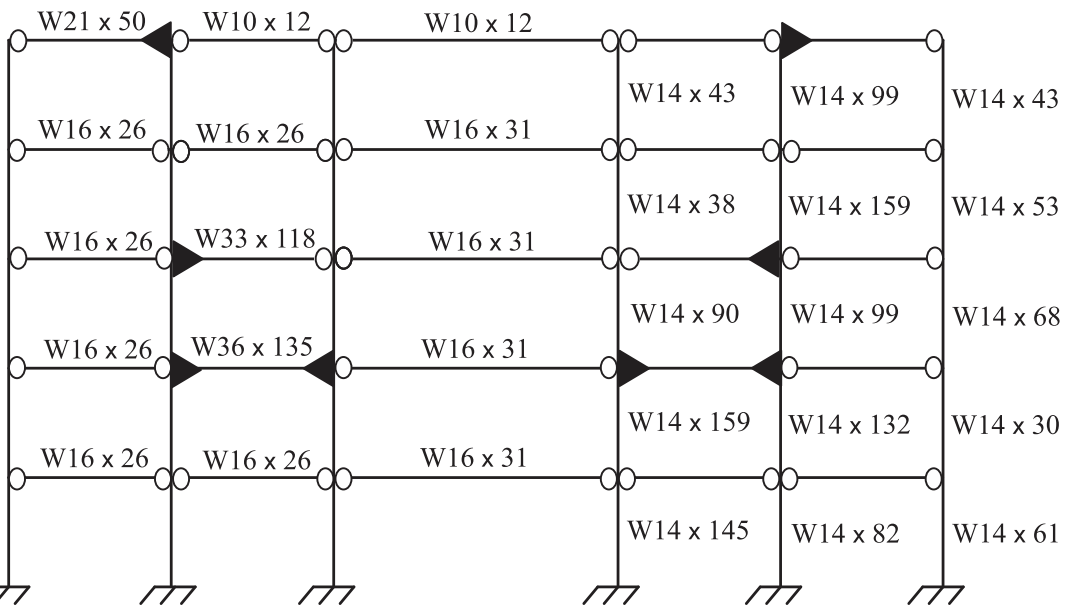 W21 x 50 W10 x 12 W10 x 12
W14 x 43 W14 x 99 W14 x 43
W16 x 26 W16 x 26 W16 x 31
W14 x 38 W14 x 159 W14 x 53
W16 x 26 W33 x 118 W16 x 31
W14 x 90 W14 x 99 W14 x 68
W16 x 26 W36 x 135 W16 x 31
W14 x 159 W14 x 132 W14 x 30
W16 x 26 W16 x 26 W16 x 31
W14 x 145 W14 x 82 W14 x 61